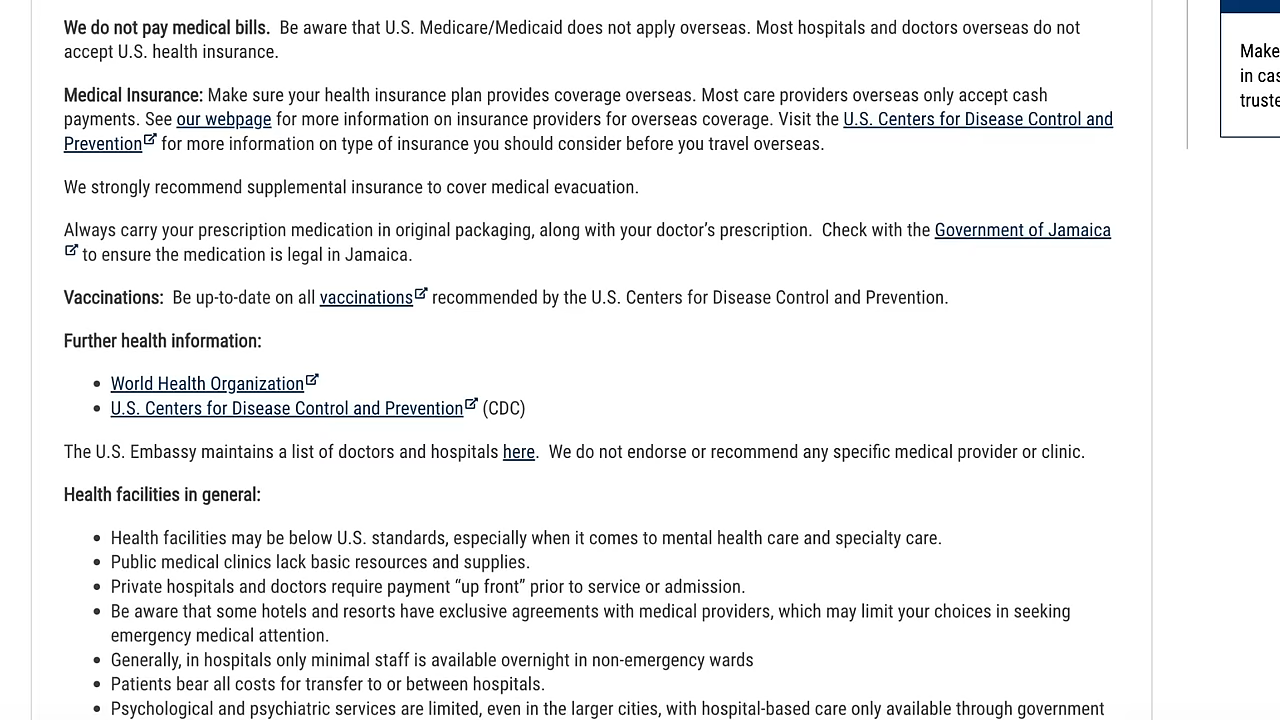 We do not pay medical bills.  Be aware that U.S. Medicare/Medicaid does not apply overseas. Most hospitals and doctors overseas do not
accept U.S. health insurance.
Medical Insurance: Make sure your health insurance plan provides coverage overseas. Most care providers overseas only accept cash
payments. See our webpage for more information on insurance providers for overseas coverage. Visit the U.S. Centers for Disease Control and
Prevention for more information on type of insurance you should consider before you travel overseas.
We strongly recommend supplemental insurance to cover medical evacuation.
Always carry your prescription medication in original packaging, along with your doctor’s prescription.  Check with the Government of Jamaica
to ensure the medication is legal in Jamaica.
Vaccinations:  Be up-to-date on all vaccinations recommended by the U.S. Centers for Disease Control and Prevention.
Further health information:
• World Health Organization
• U.S. Centers for Disease Control and Prevention (CDC)
The U.S. Embassy maintains a list of doctors and hospitals here.  We do not endorse or recommend any specific medical provider or clinic.
Health facilities in general:
• Health facilities may be below U.S. standards, especially when it comes to mental health care and specialty care.
• Public medical clinics lack basic resources and supplies.
• Private hospitals and doctors require payment “up front” prior to service or admission.
• Be aware that some hotels and resorts have exclusive agreements with medical providers, which may limit your choices in seeking
emergency medical attention.
• Generally, in hospitals only minimal staff is available overnight in non-emergency wards
• Patients bear all costs for transfer to or between hospitals.
• Psychological and psychiatric services are limited, even in the larger cities, with hospital-based care only available through government
Make
in cas
truste